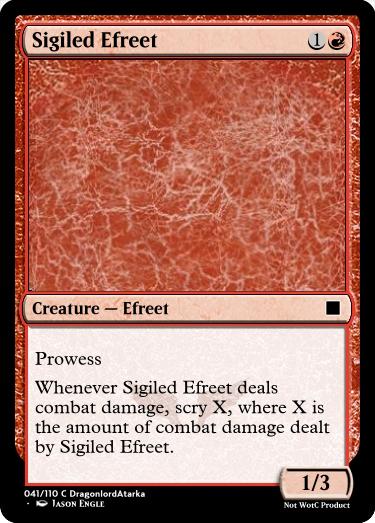 Sigiled Efreet 1
Creature — Efreet
Prowess
Whenever Sigiled Efreet deals
combat damage, scry X, where X is
the amount of combat damage dealt
by Sigiled Efreet.
1/3
041/110 C DragonlordAtarka
Jason Engle
Not WotC Product